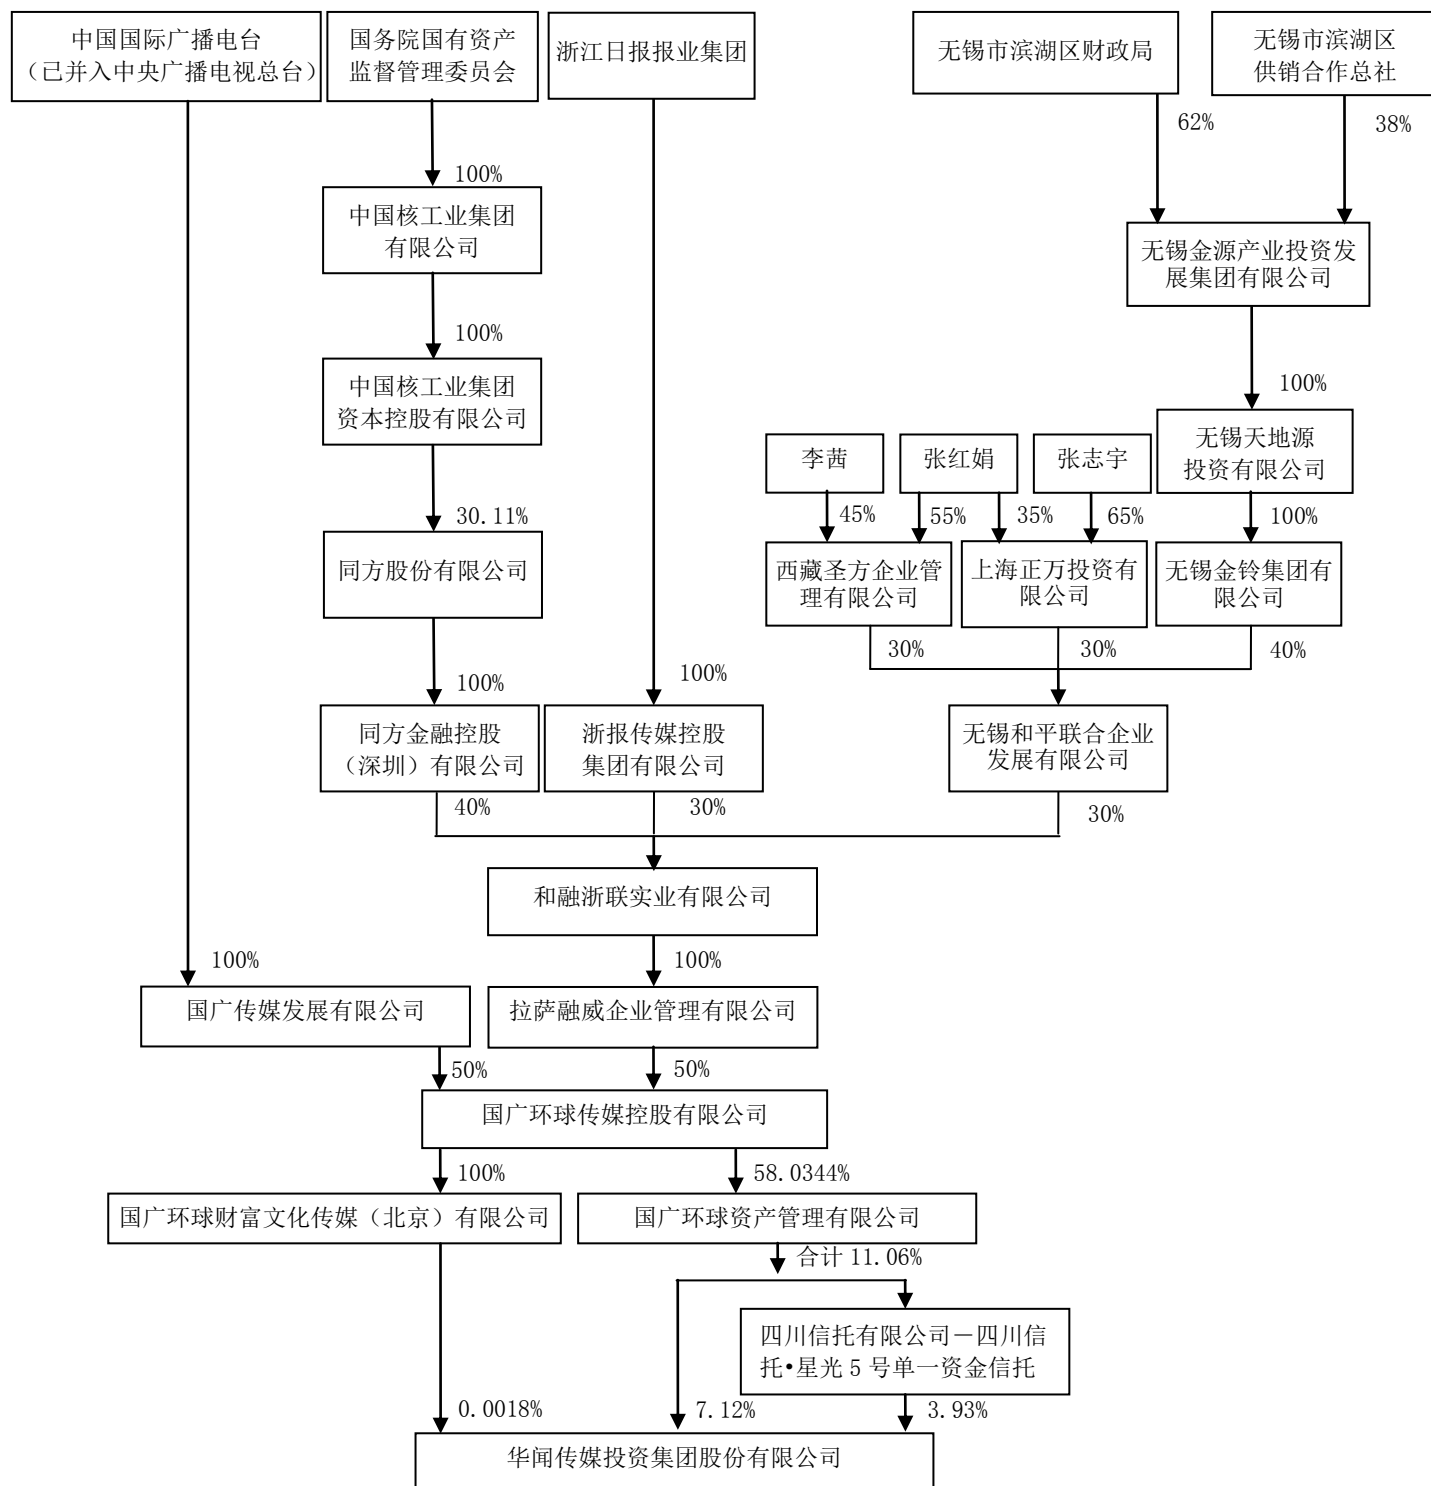 中国国际广播电台
（已并入中央广播电视总台）
国务院国有资产
监督管理委员会
浙江日报报业集团
无锡市滨湖区财政局
无锡市滨湖区
供销合作总社
62%
38%
100%
中国核工业集团
有限公司
无锡金源产业投资发
展集团有限公司
100%
100%
中国核工业集团
资本控股有限公司
无锡天地源
投资有限公司
李茜
张红娟
张志宇
30.11%
45%
55%
35%
65%
100%
同方股份有限公司
西藏圣方企业管
理有限公司
上海正万投资有
限公司
无锡金铃集团有
限公司
30%
30%
40%
100%
100%
同方金融控股
（深圳）有限公司
浙报传媒控股
集团有限公司
无锡和平联合企业
发展有限公司
40%
30%
30%
和融浙联实业有限公司
100%
100%
国广传媒发展有限公司
拉萨融威企业管理有限公司
50%
50%
国广环球传媒控股有限公司
100%
58.0344%
国广环球财富文化传媒（北京）有限公司
国广环球资产管理有限公司
合计 11.06%
四川信托有限公司－四川信
托•星光 5 号单一资金信托
0.0018%
7.12%
3.93%
华闻传媒投资集团股份有限公司